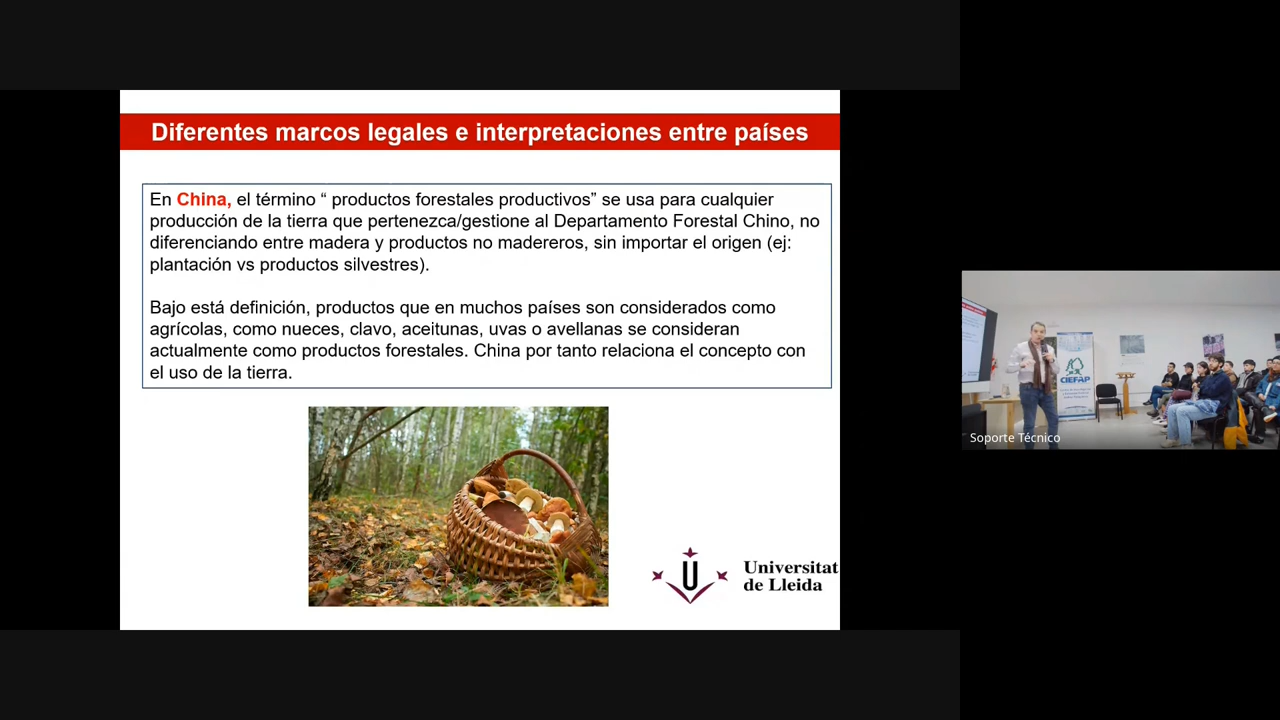 Diferentes marcos legales e interpretaciones entre países
En China, el término “ productos forestales productivos” se usa para cualquier
producción de la tierra que pertenezca/gestione al Departamento Forestal Chino, no
diferenciando entre madera y productos no madereros, sin importar el origen (ej:
plantación vs productos silvestres).
Bajo está definición, productos que en muchos países son considerados como
agrícolas, como nueces, clavo, aceitunas, uvas o avellanas se consideran
actualmente como productos forestales. China por tanto relaciona el concepto con
el uso de la tierra.
U
Universitat
de Lleida
CIEFAP
Soporte Técnico